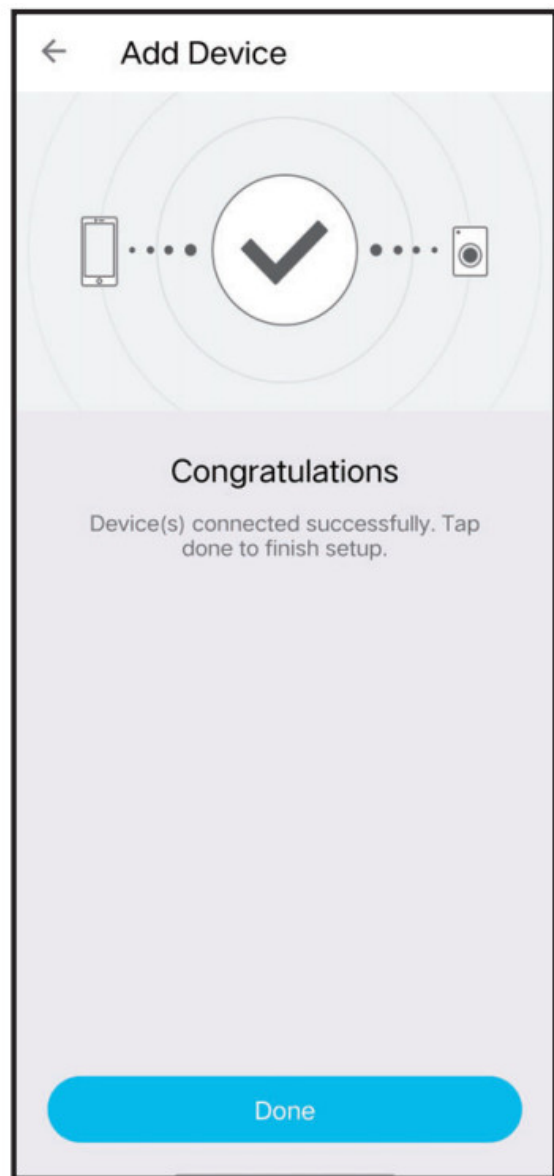 Add Device
Congratulations
Device(s) connected successfully. Tap
done to finish setup.
Done